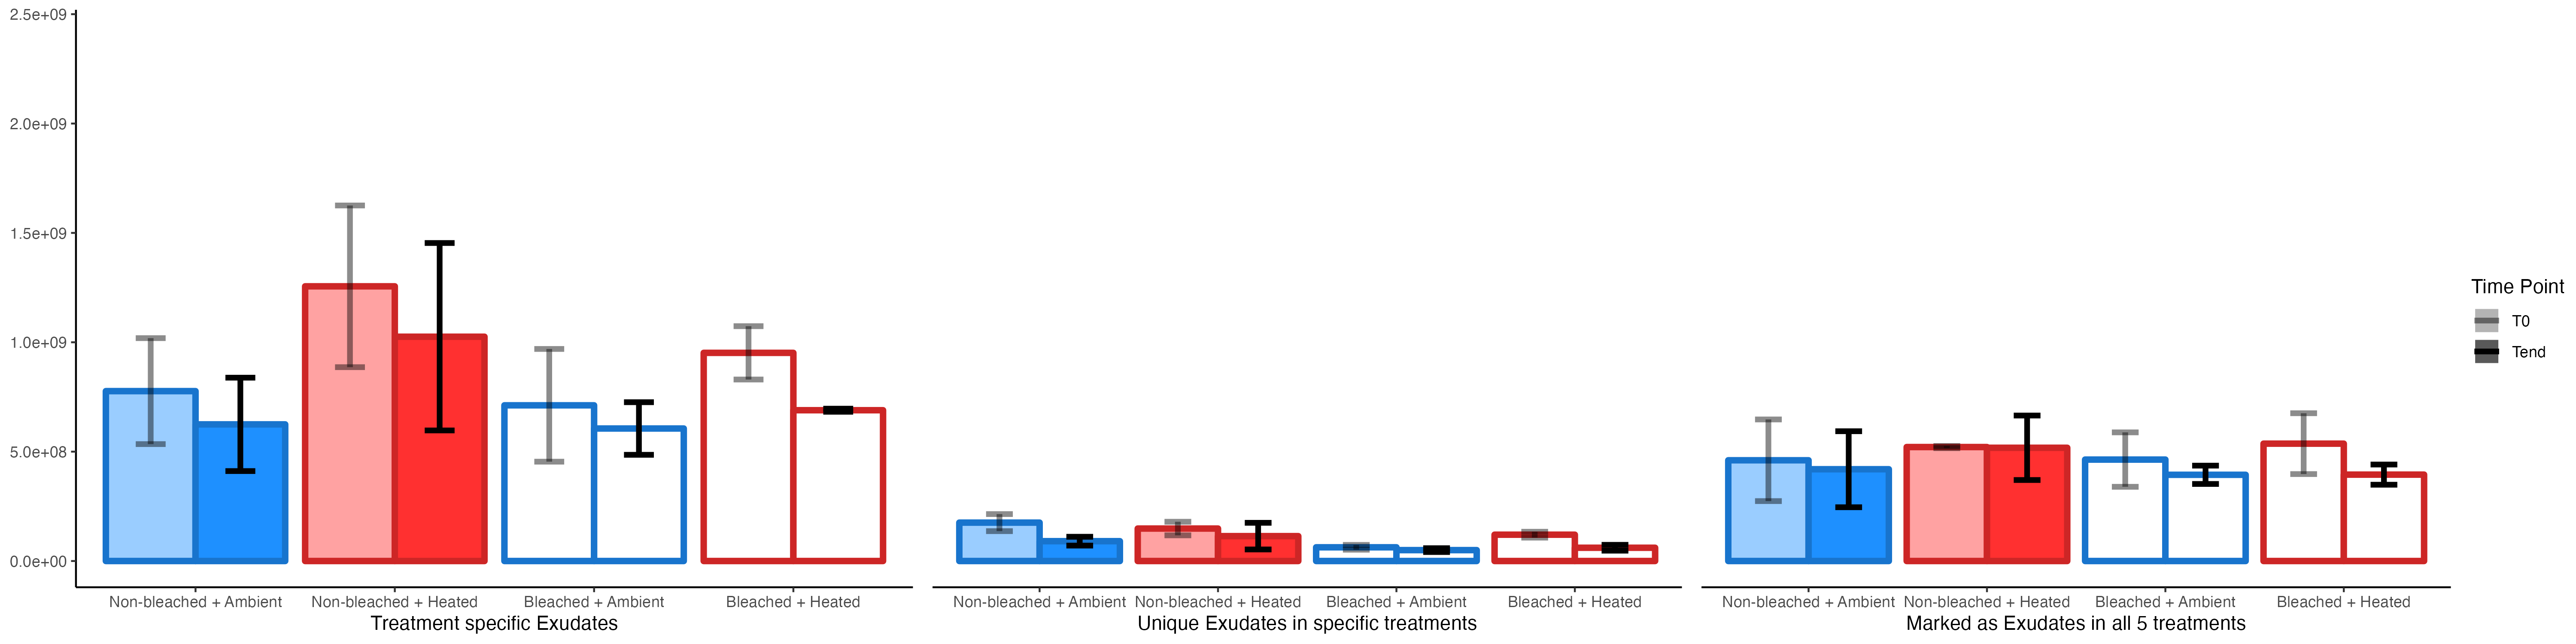 2.5e+09
2.0e+09
1.5e+09
1.0e+09
5.0e+08
0.0e+00
Non-bleached + Ambient Non-bleached + Heated Bleached + Ambient Bleached + Heated
Treatment specific Exudates
Non-bleached + Ambient Non-bleached + Heated Bleached + Ambient Bleached + Heated
Unique Exudates in specific treatments
Non-bleached + Ambient Non-bleached + Heated Bleached + Ambient Bleached + Heated
Marked as Exudates in all 5 treatments
Time Point
T0
Tend